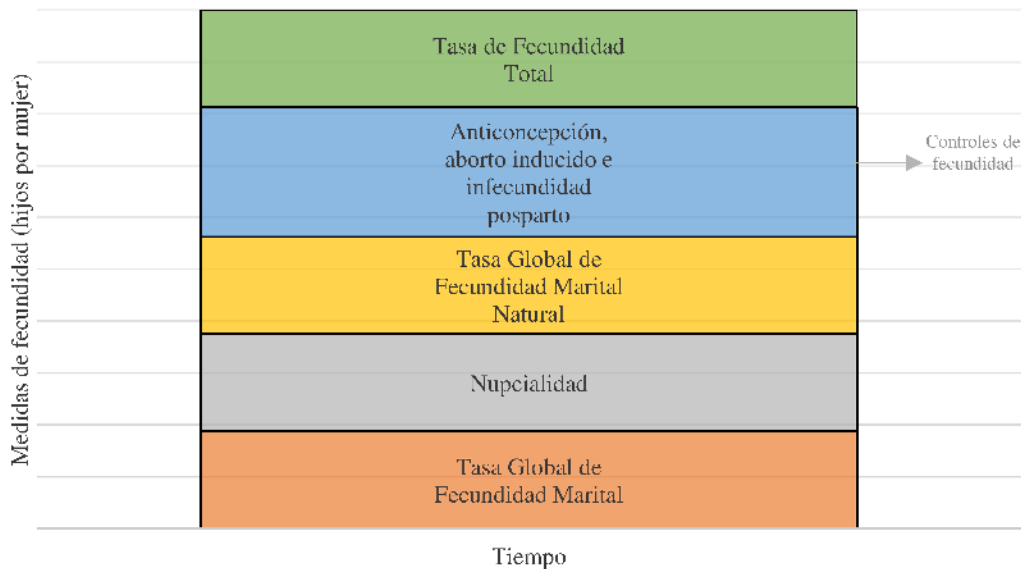 Tasa de Fecundidad
Total
Anticoncepción,
aborto inducido e
infecundidad
posparto
Controles de
fecundidad
Tasa Global de
Fecundidad Marital
Natural
Nupcialidad
Tasa Global de
Fecundidad Marital
Medidas de fecundidad (hijos por mujer)
Tiempo